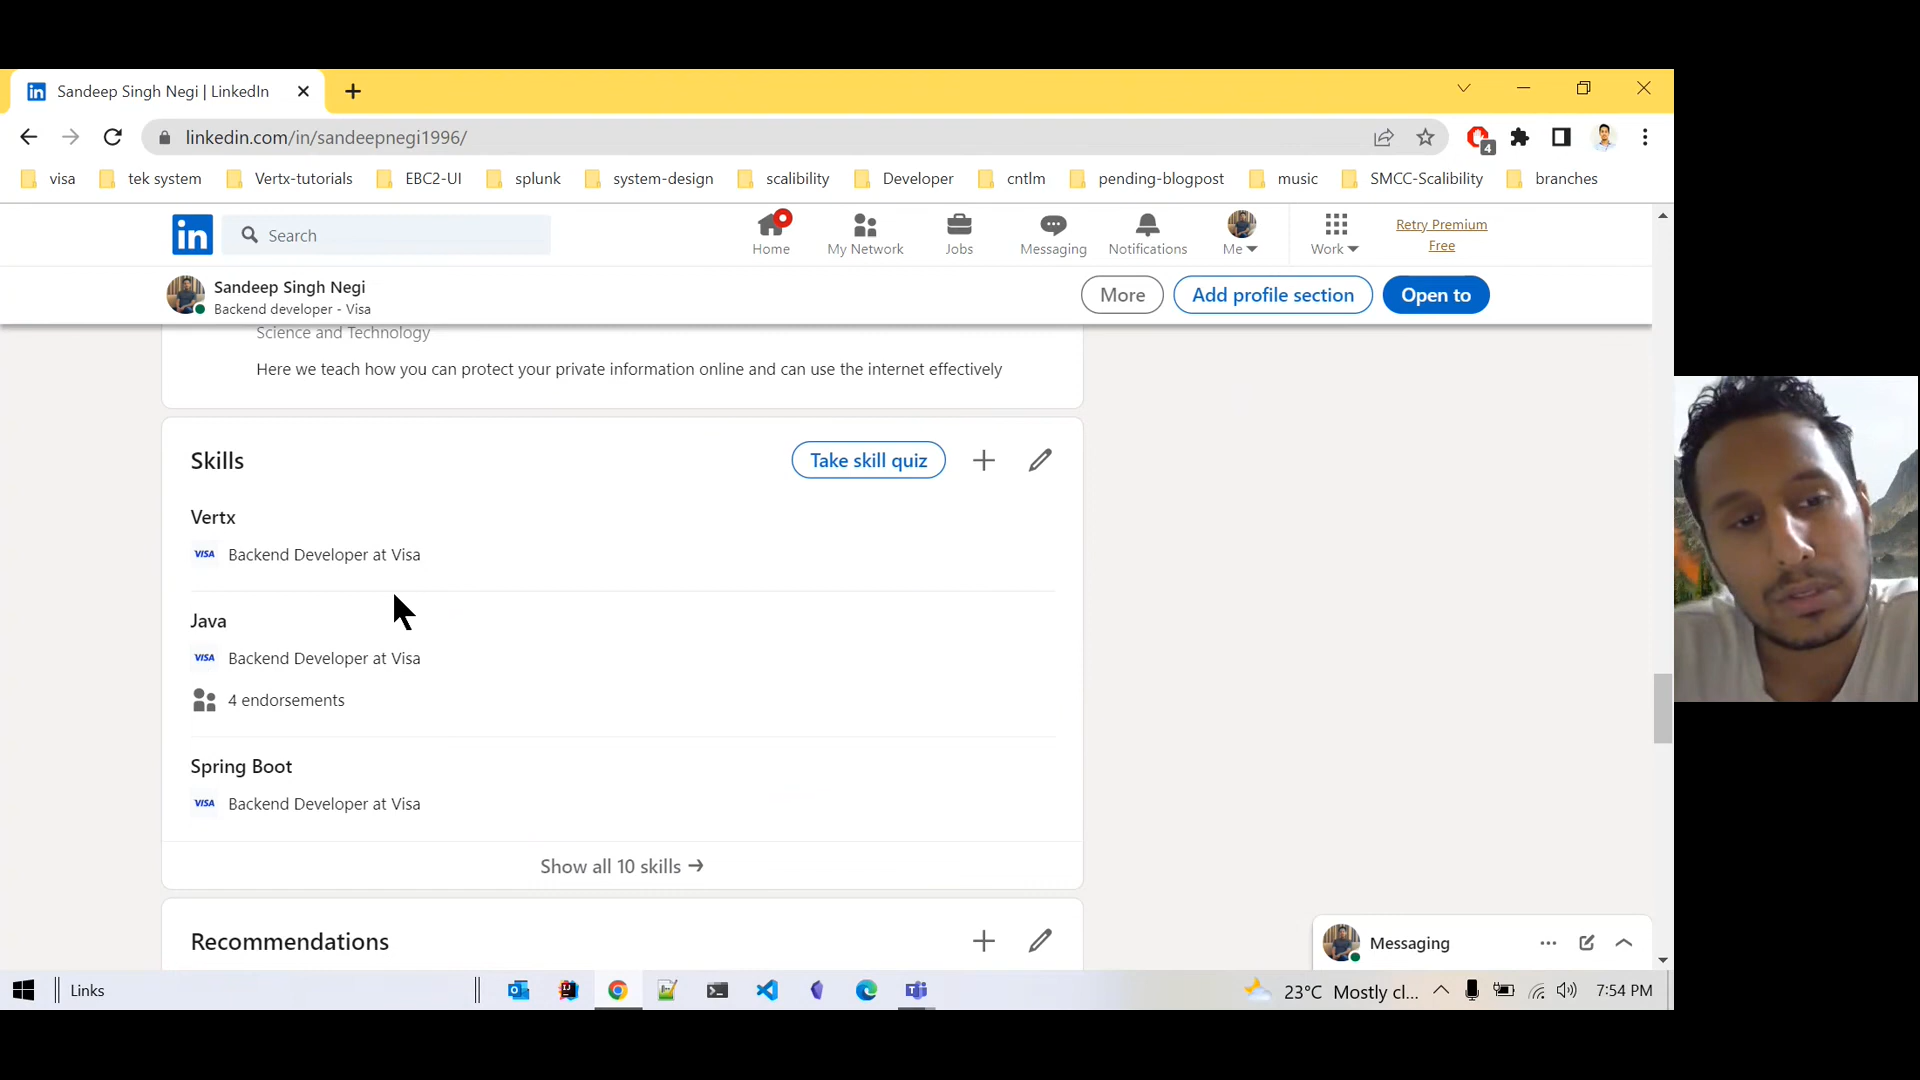 Sandeep Singh Negi | LinkedIn
linkedin.com/in/sandeepnegi1996/
4
visa
tek system
Vertx-tutorials
EBC2-UI
splunk
system-design
scalibility
Developer
cntlm
pending-blogpost
music
SMCC-Scalibility
branches
in
Search
Home
My Network
Jobs
Messaging
Notifications
Me
Work
Retry Premium
Free
Sandeep Singh Negi
Backend developer - Visa
More
Add profile section
Open to
Science and Technology
Here we teach how you can protect your private information online and can use the internet effectively
Skills
Take skill quiz
Vertx
VISA Backend Developer at Visa
Java
VISA Backend Developer at Visa
4 endorsements
Spring Boot
VISA Backend Developer at Visa
Show all 10 skills →
Recommendations
Messaging
Links
23°C Mostly cl...
7:54 PM